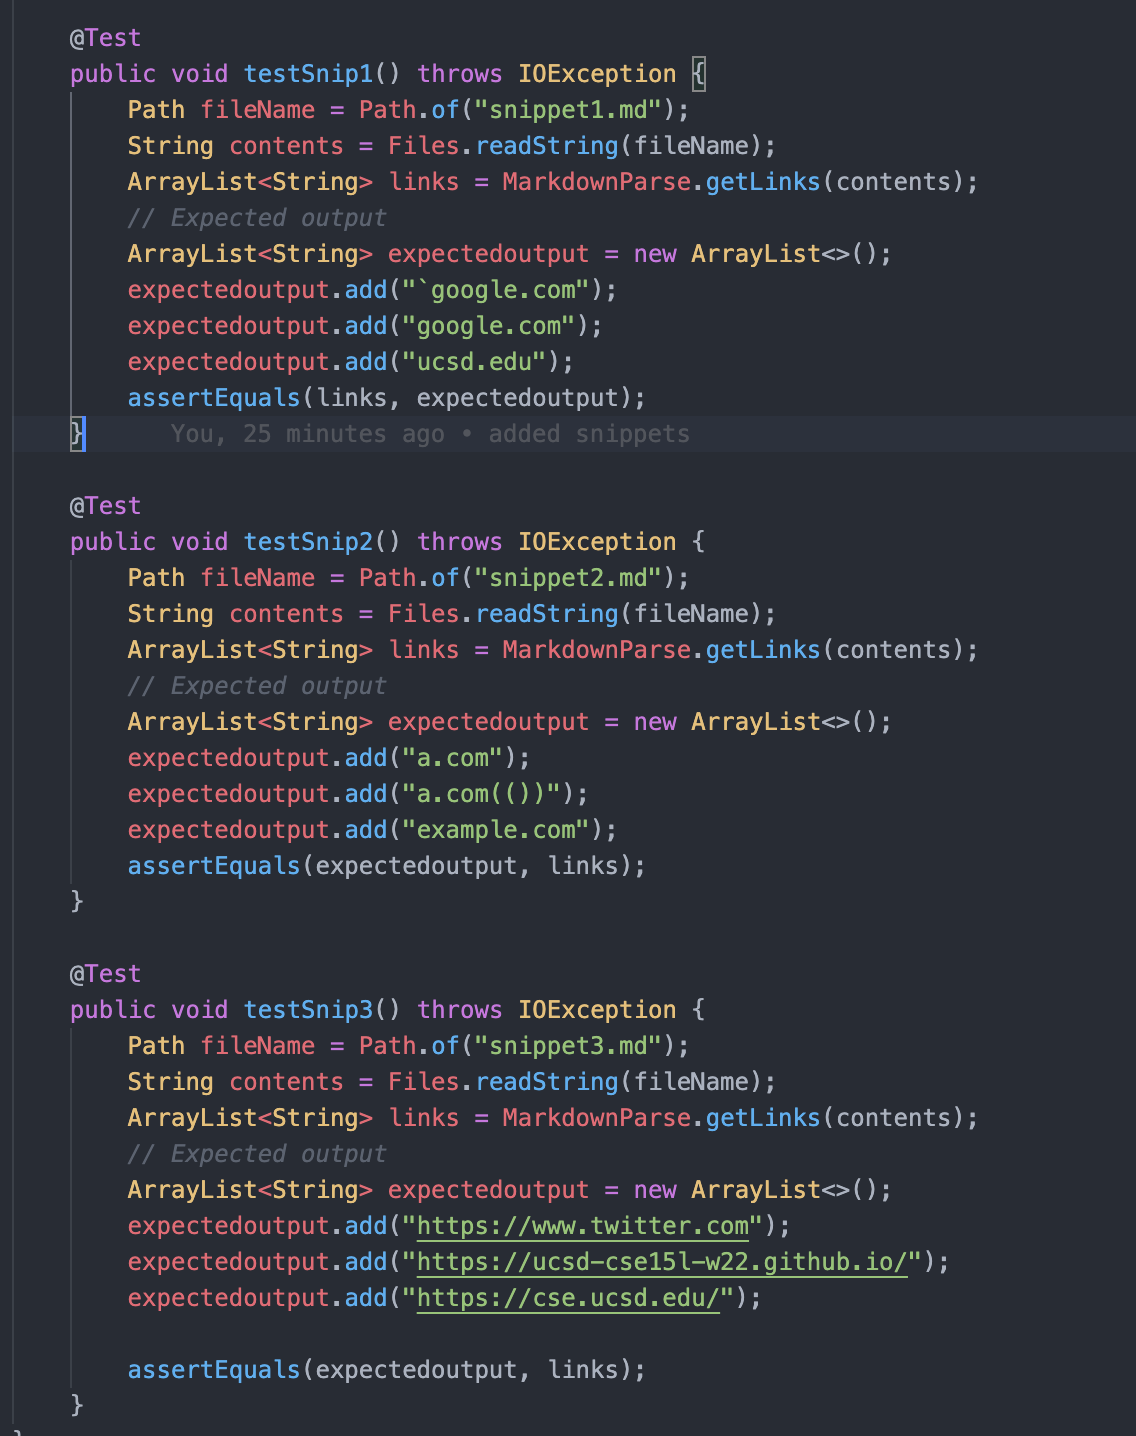 @Test
public void testSnip1() throws IOException {
Path fileName = Path.of("snippet1.md");
String contents = Files.readString(fileName);
ArrayList<String> links = MarkdownParse.getLinks(contents);
// Expected output
ArrayList<String> expectedoutput = new ArrayList<>();
expectedoutput.add("`google.com");
expectedoutput.add("google.com");
expectedoutput.add("ucsd.edu");
assertEquals(links, expectedoutput);
} You, 25 minutes ago • added snippets
@Test
public void testSnip2() throws IOException {
Path fileName = Path.of("snippet2.md");
String contents = Files.readString(fileName);
ArrayList<String> links = MarkdownParse.getLinks(contents);
// Expected output
ArrayList<String> expectedoutput = new ArrayList<>();
expectedoutput.add("a.com");
expectedoutput.add("a.com(())");
expectedoutput.add("example.com");
assertEquals(expectedoutput, links);
}
@Test
public void testSnip3() throws IOException {
Path fileName = Path.of("snippet3.md");
String contents = Files.readString(fileName);
ArrayList<String> links = MarkdownParse.getLinks(contents);
// Expected output
ArrayList<String> expectedoutput = new ArrayList<>();
expectedoutput.add("https://www.twitter.com");
expectedoutput.add("https://ucsd-cse15l-w22.github.io/");
expectedoutput.add("https://cse.ucsd.edu/");
assertEquals(expectedoutput, links);
}
}